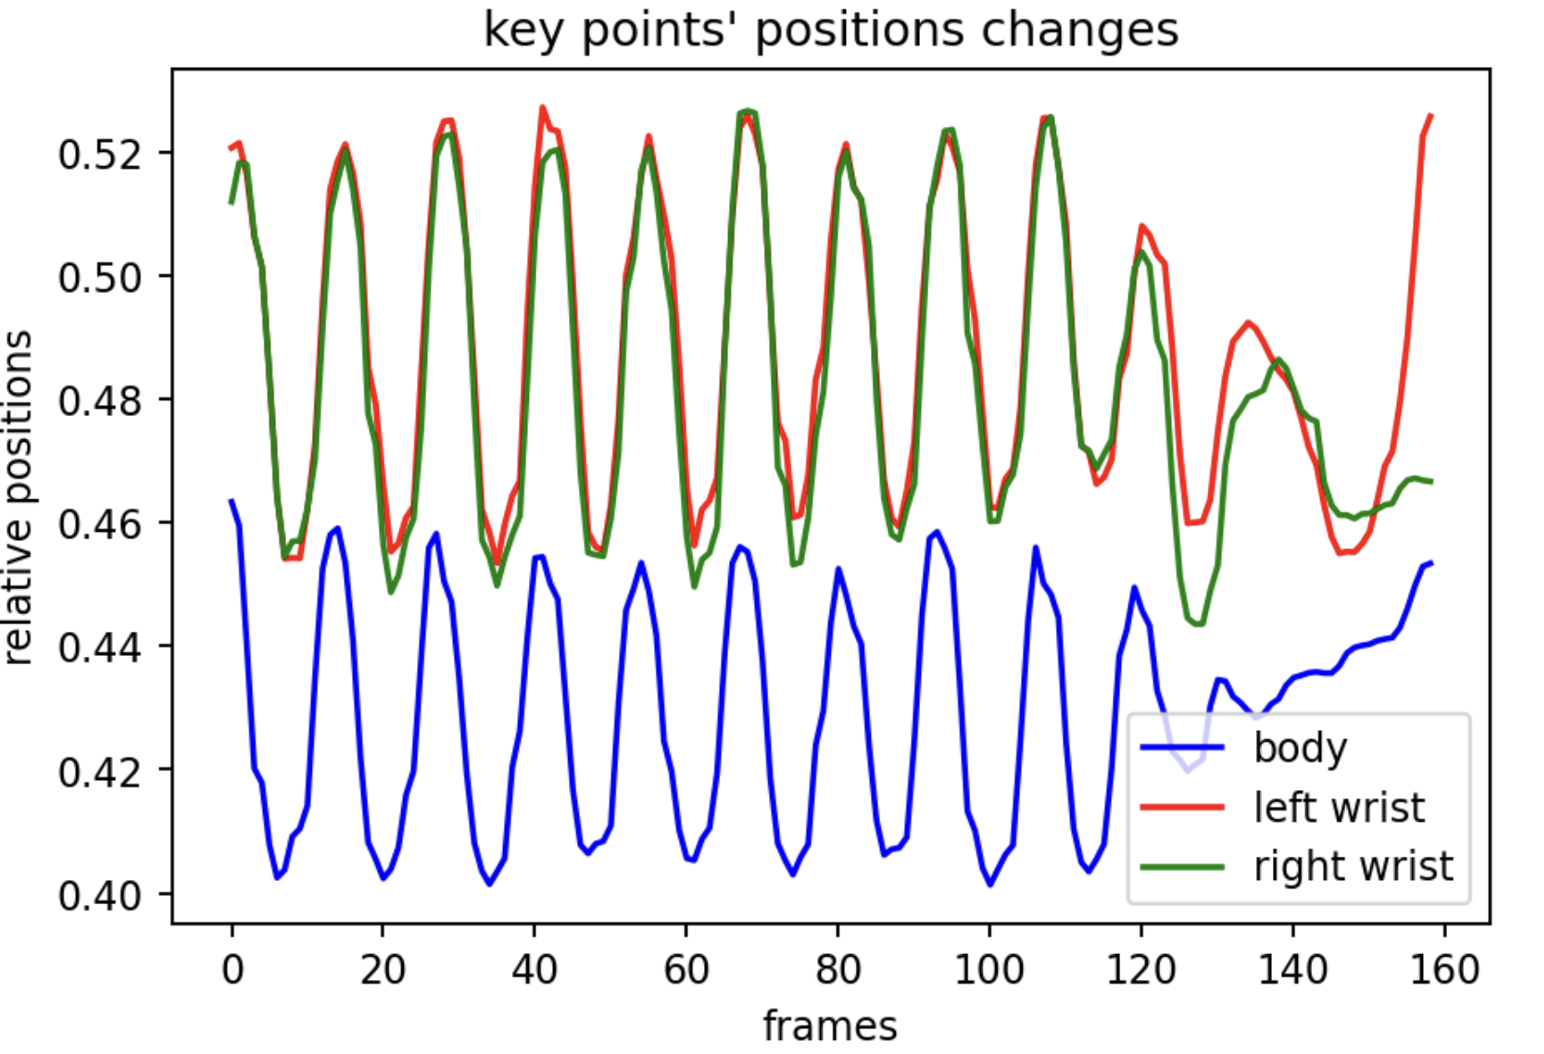 key points' positions changes
relative positions
0.52
0.50
0.48
0.46
0.44
0.42
0.40
0 20 40 60 80 100 120 140 160
frames
body
left wrist
right wrist